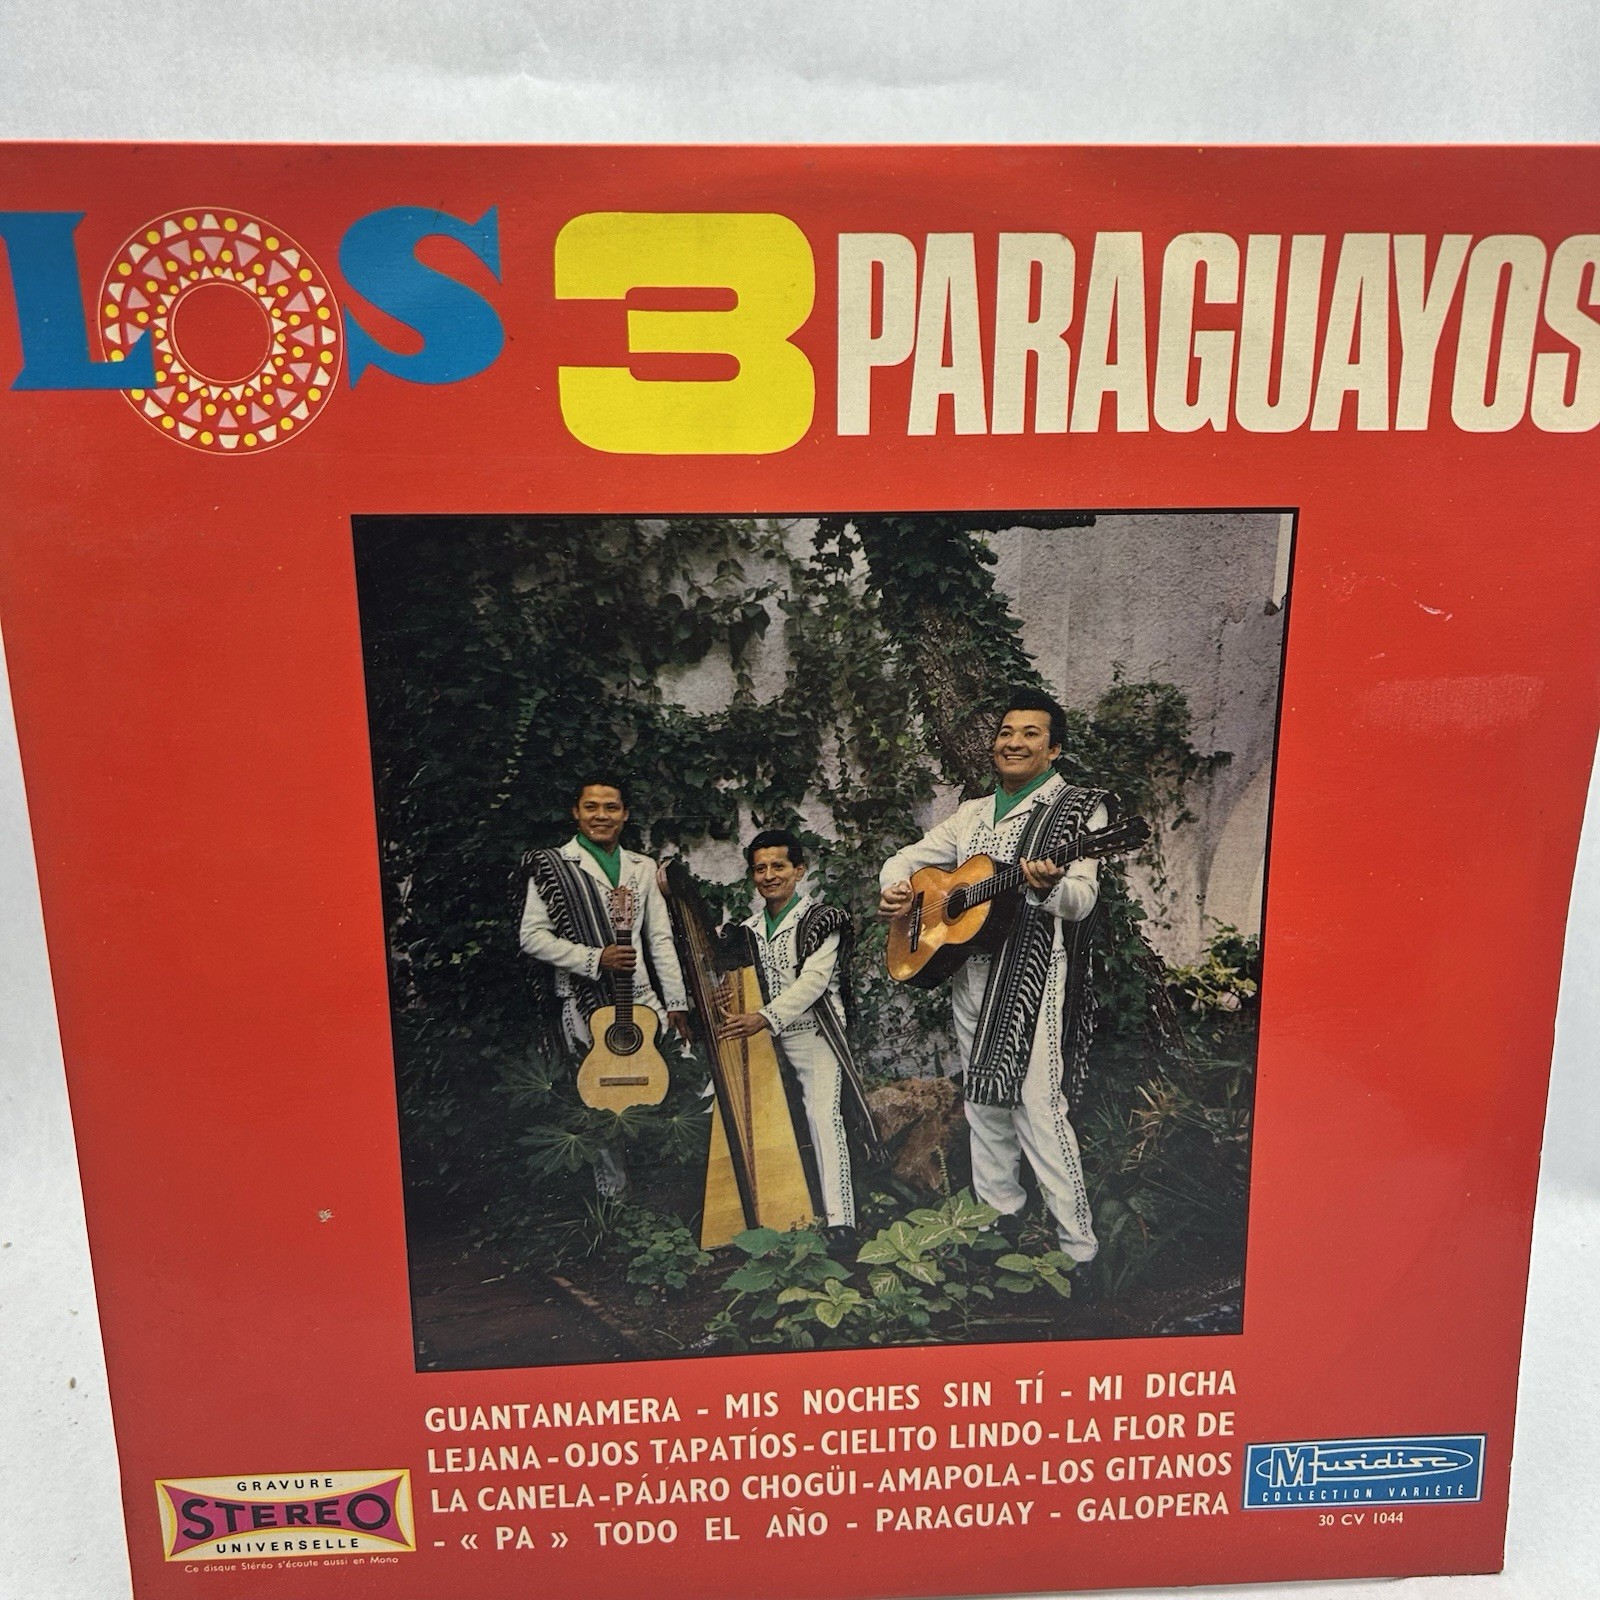 LOS 3 PARAGUAYOS
GUANTANAMERA - MIS NOCHES SIN TÍ - MI DICHA
LEJANA - OJOS TAPATÍOS - CIELITO LINDO - LA FLOR DE
LA CANELA - PÁJARO CHOGÜI - AMAPOLA - LOS GITANOS
- « PA » TODO EL AÑO - PARAGUAY - GALOPERA
GRAVURE
STEREO
UNIVERSELLE
Ce disque Stéréo s'écoute aussi en Mono
Musidisc
COLLECTION VARIÉTÉ
30 CV 1044